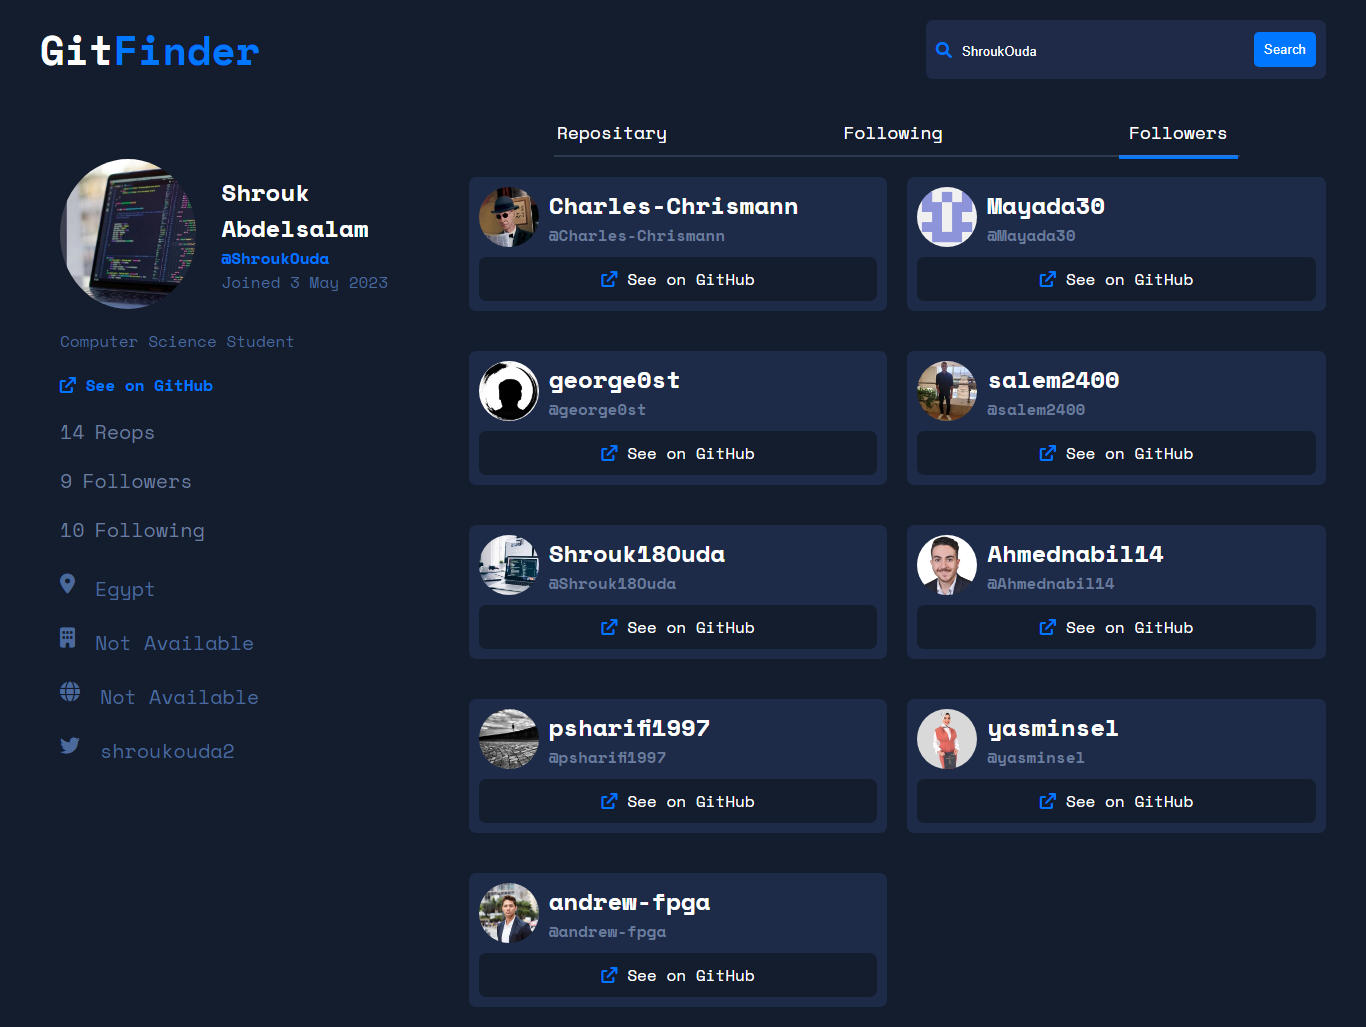 GitFinder
ShroukOuda
Search
Repositary
Following
Followers
Shrouk
Abdelsalam
@ShroukOuda
Joined 3 May 2023
Computer Science Student
See on GitHub
14 Reops
9 Followers
10 Following
Egypt
Not Available
Not Available
shroukouda2
Charles-Chrismann
@Charles-Chrismann
See on GitHub
Mayada30
@Mayada30
See on GitHub
george0st
@george0st
See on GitHub
salem2400
@salem2400
See on GitHub
Shrouk18Ouda
@Shrouk18Ouda
See on GitHub
Ahmednabil14
@Ahmednabil14
See on GitHub
psharifi1997
@psharifi1997
See on GitHub
yasminsel
@yasminsel
See on GitHub
andrew-fpga
@andrew-fpga
See on GitHub